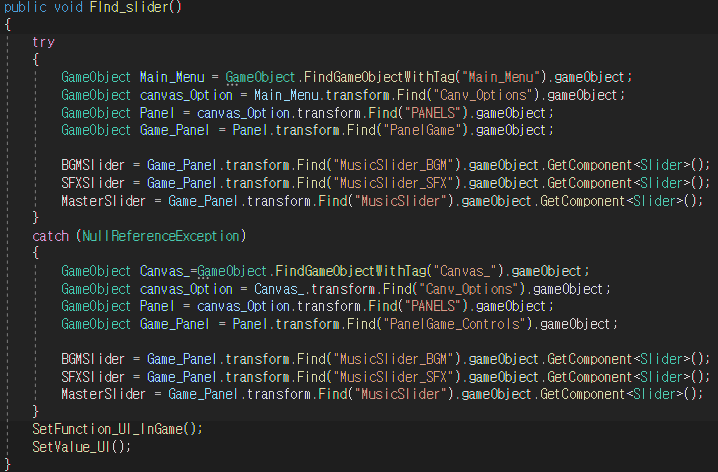 public void FInd_slider()
{
try
{
GameObject Main_Menu = GameObject.FindGameObjectWithTag("Main_Menu").gameObject;
GameObject canvas_Option = Main_Menu.transform.Find("Canv_Options").gameObject;
GameObject Panel = canvas_Option.transform.Find("PANELS").gameObject;
GameObject Game_Panel = Panel.transform.Find("PanelGame").gameObject;
BGMSlider = Game_Panel.transform.Find("MusicSlider_BGM").gameObject.GetComponent<Slider>();
SFXSlider = Game_Panel.transform.Find("MusicSlider_SFX").gameObject.GetComponent<Slider>();
MasterSlider = Game_Panel.transform.Find("MusicSlider").gameObject.GetComponent<Slider>();
}
catch (NullReferenceException)
{
GameObject Canvas_=GameObject.FindGameObjectWithTag("Canvas_").gameObject;
GameObject canvas_Option = Canvas_.transform.Find("Canv_Options").gameObject;
GameObject Panel = canvas_Option.transform.Find("PANELS").gameObject;
GameObject Game_Panel = Panel.transform.Find("PanelGame_Controls").gameObject;
BGMSlider = Game_Panel.transform.Find("MusicSlider_BGM").gameObject.GetComponent<Slider>();
SFXSlider = Game_Panel.transform.Find("MusicSlider_SFX").gameObject.GetComponent<Slider>();
MasterSlider = Game_Panel.transform.Find("MusicSlider").gameObject.GetComponent<Slider>();
}
SetFunction_UI_InGame();
SetValue_UI();
}